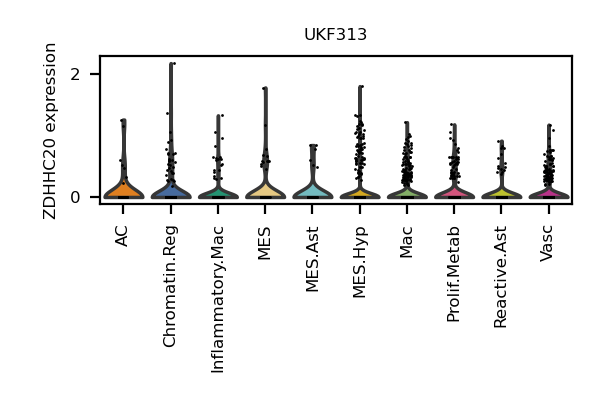 UKF313
ZDHHC20 expression
2
0
AC
Chromatin.Reg
Inflammatory.Mac
MES
MES.Ast
MES.Hyp
Mac
Prolif.Metab
Reactive.Ast
Vasc